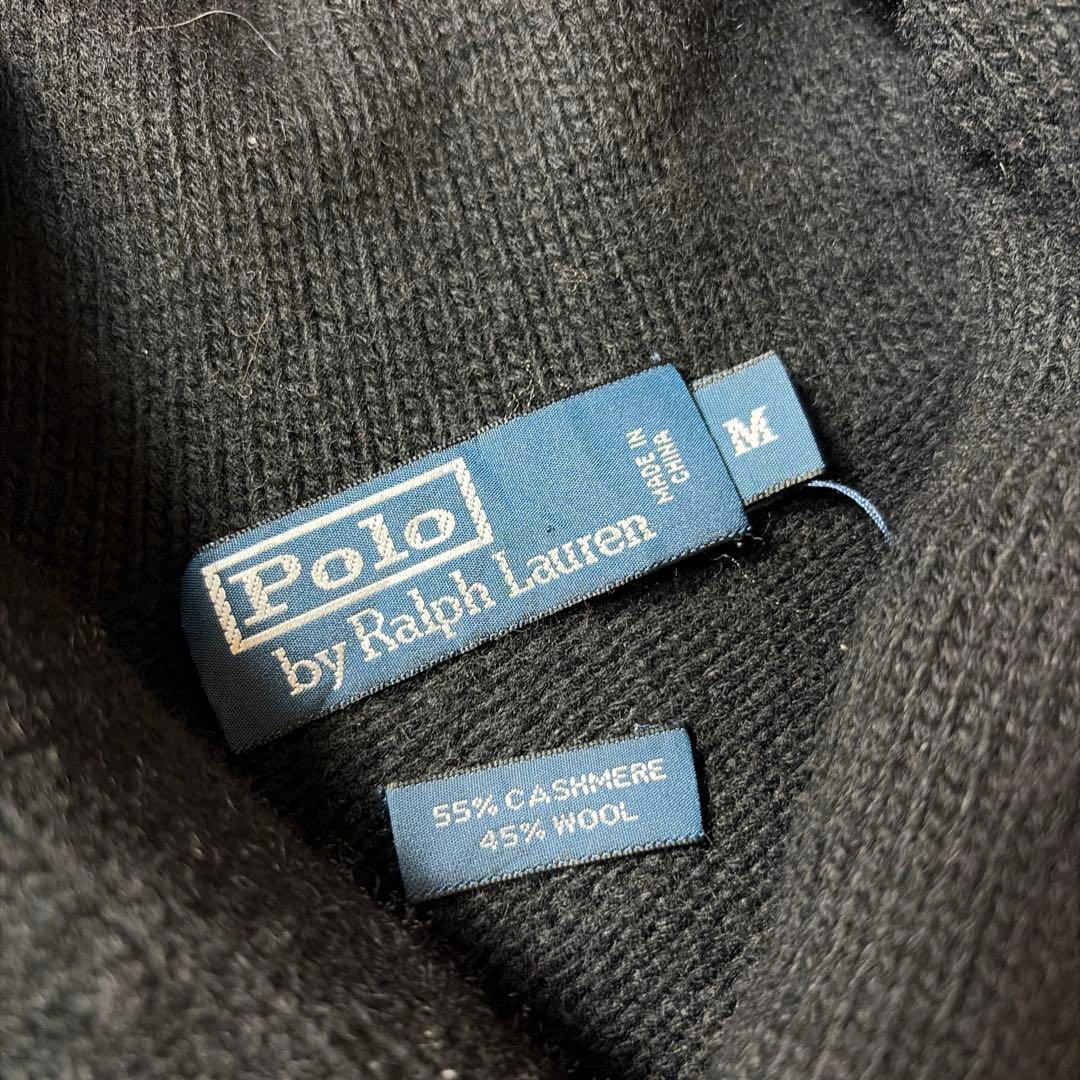 Polo
by Ralph Lauren
MADE IN
CHINA
M
55% CASHMERE
45% WOOL